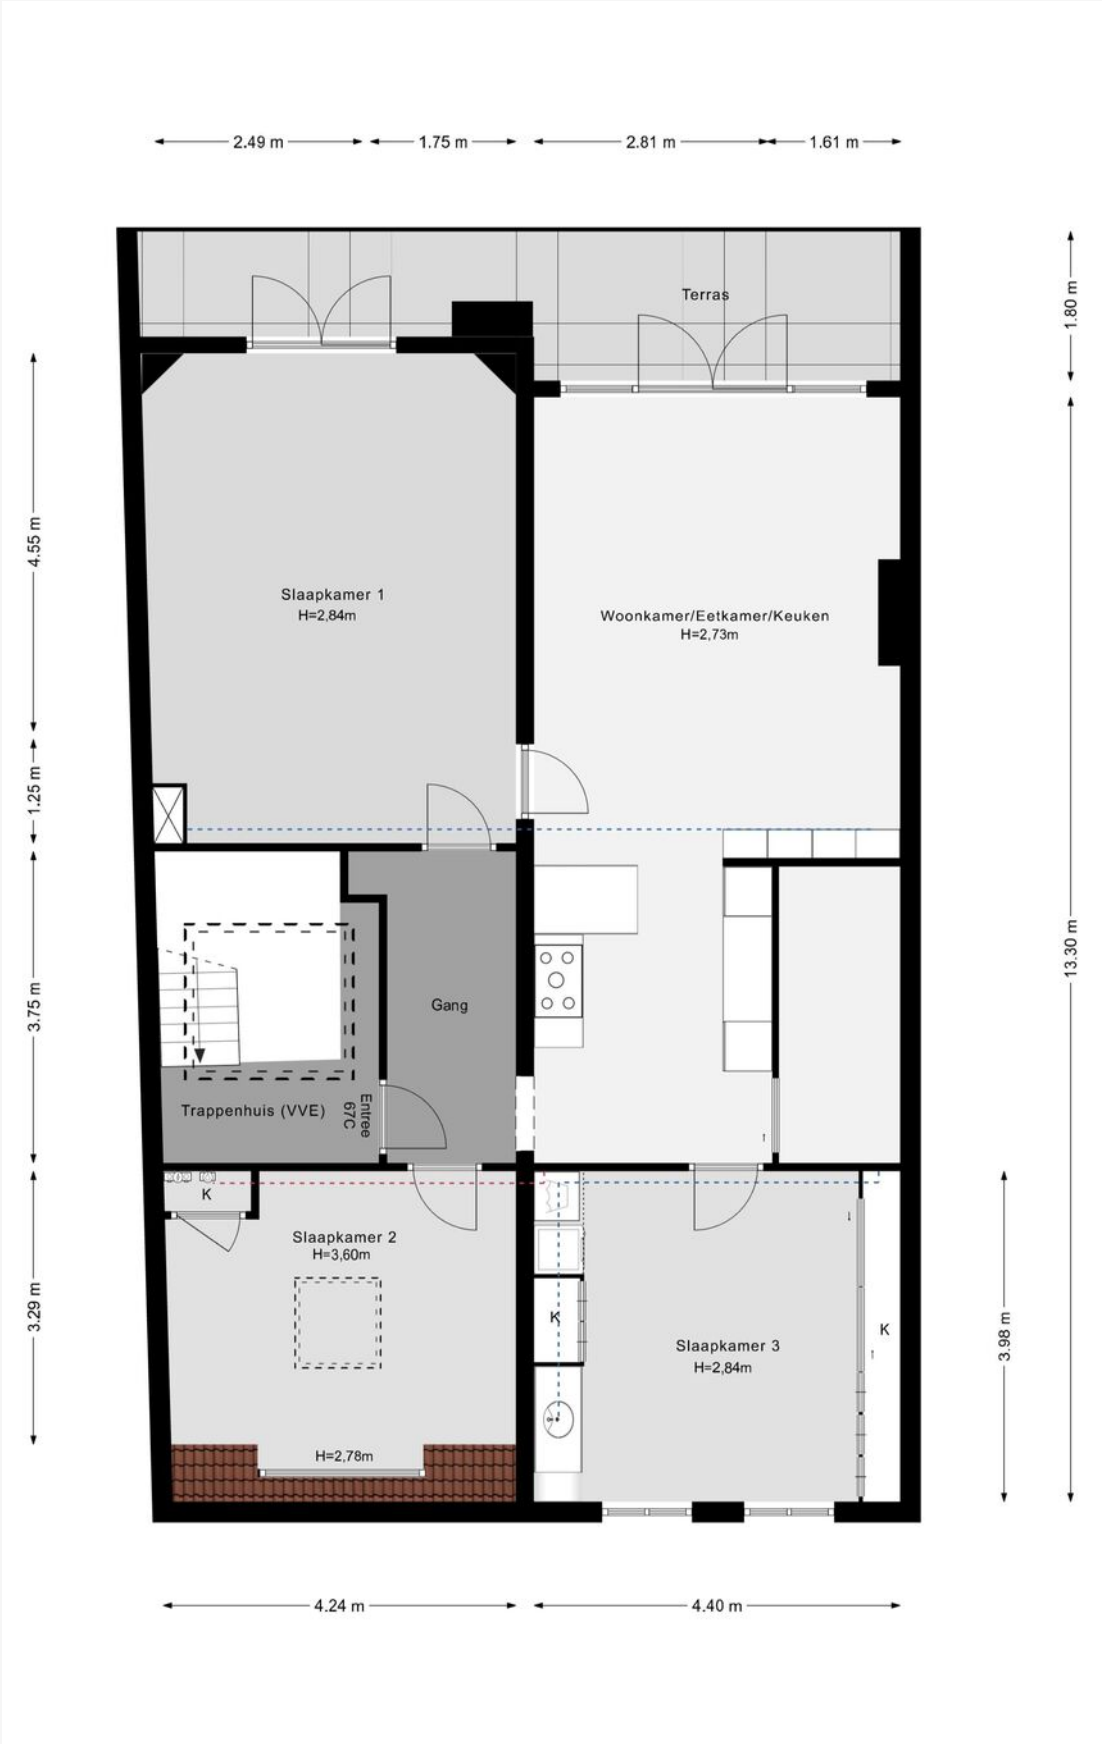 2.49 m
1.75 m
2.81 m
1.61 m
Terras
1.80 m
4.55 m
Slaapkamer 1
H=2,84m
Woonkamer/Eetkamer/Keuken
H=2,73m
1.25 m
13.30 m
3.75 m
Gang
Trappenhuis (VVE)
Entree
67C
K
Slaapkamer 2
H=3,60m
3.29 m
K
Slaapkamer 3
H=2,84m
K
3.98 m
H=2,78m
4.24 m
4.40 m